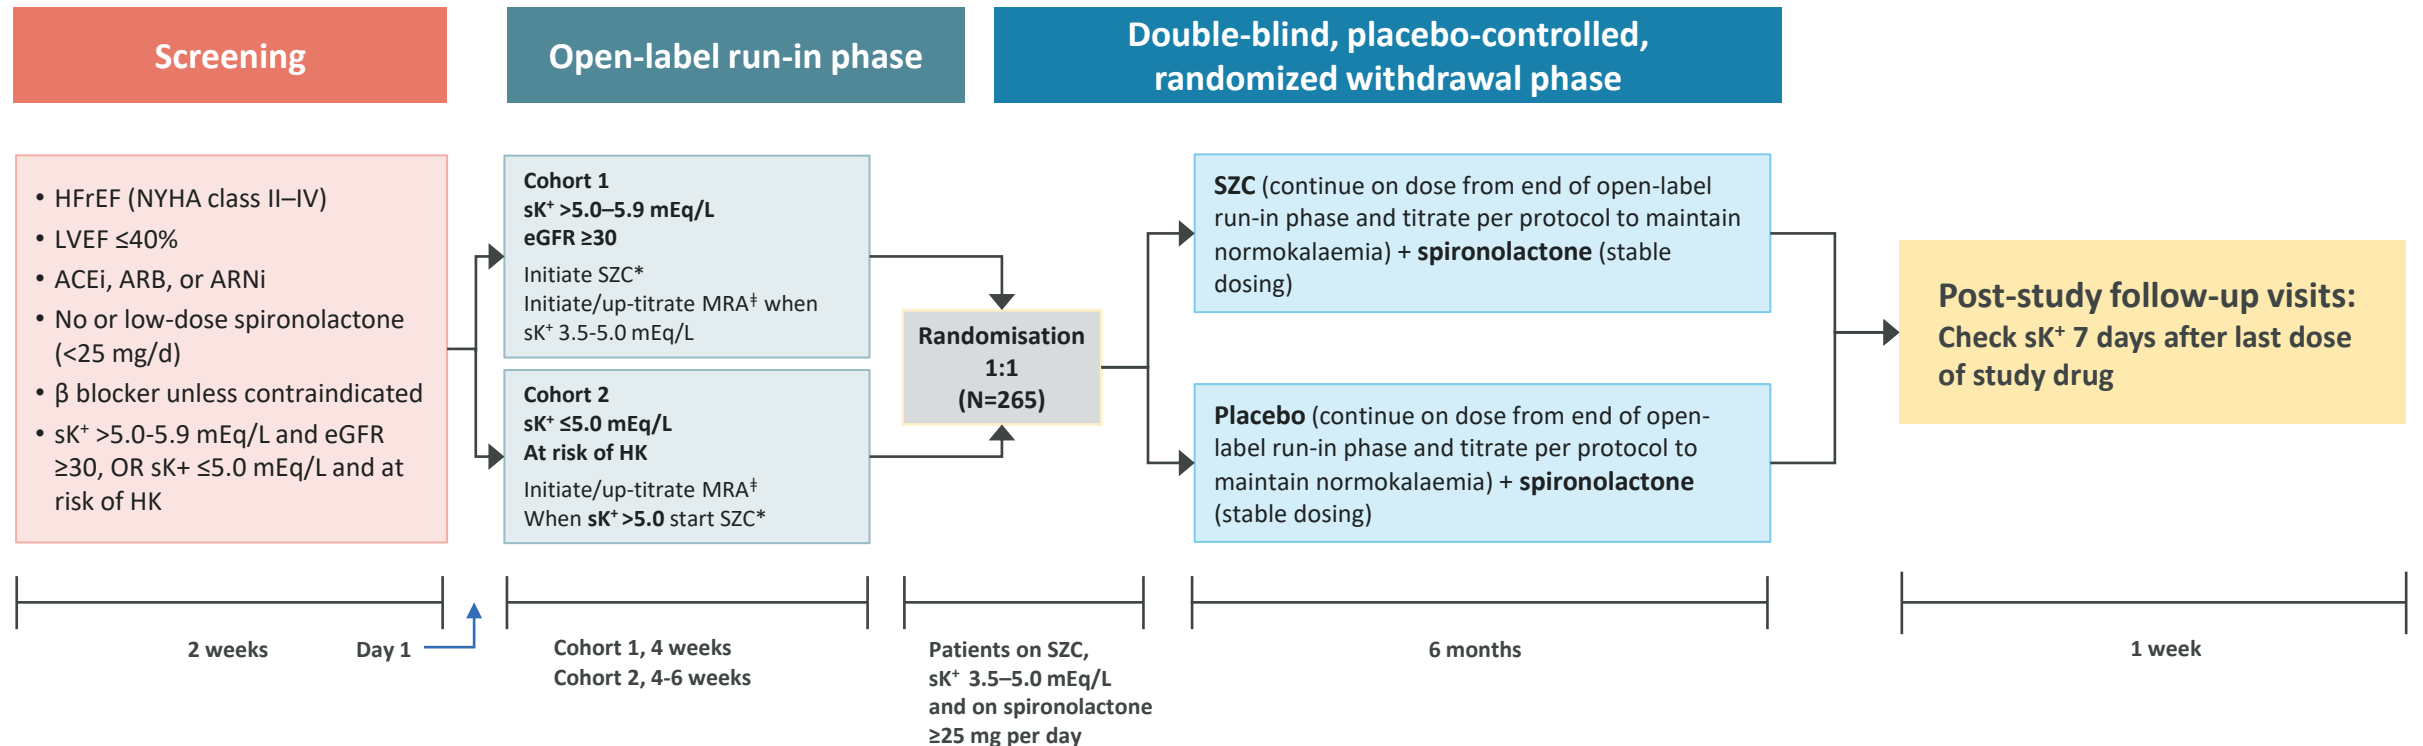 Screening
Open-label run-in phase
Double-blind, placebo-controlled,
randomized withdrawal phase
• HFrEF (NYHA class II–IV)
• LVEF ≤40%
• ACEi, ARB, or ARNi
• No or low-dose spironolactone
(<25 mg/d)
• β blocker unless contraindicated
• sK⁺ >5.0-5.9 mEq/L and eGFR
≥30, OR sK+ ≤5.0 mEq/L and at
risk of HK
Cohort 1
sK⁺ >5.0–5.9 mEq/L
eGFR ≥30
Initiate SZC*
Initiate/up-titrate MRA‡ when
sK⁺ 3.5-5.0 mEq/L
Cohort 2
sK⁺ ≤5.0 mEq/L
At risk of HK
Initiate/up-titrate MRA‡
When sK⁺ >5.0 start SZC*
Randomisation
1:1
(N=265)
SZC (continue on dose from end of open-label
run-in phase and titrate per protocol to maintain
normokalaemia) + spironolactone (stable
dosing)
Placebo (continue on dose from end of open-
label run-in phase and titrate per protocol to
maintain normokalaemia) + spironolactone
(stable dosing)
Post-study follow-up visits:
Check sK⁺ 7 days after last dose
of study drug
2 weeks
Day 1
Cohort 1, 4 weeks
Cohort 2, 4-6 weeks
Patients on SZC,
sK⁺ 3.5–5.0 mEq/L
and on spironolactone
≥25 mg per day
6 months
1 week